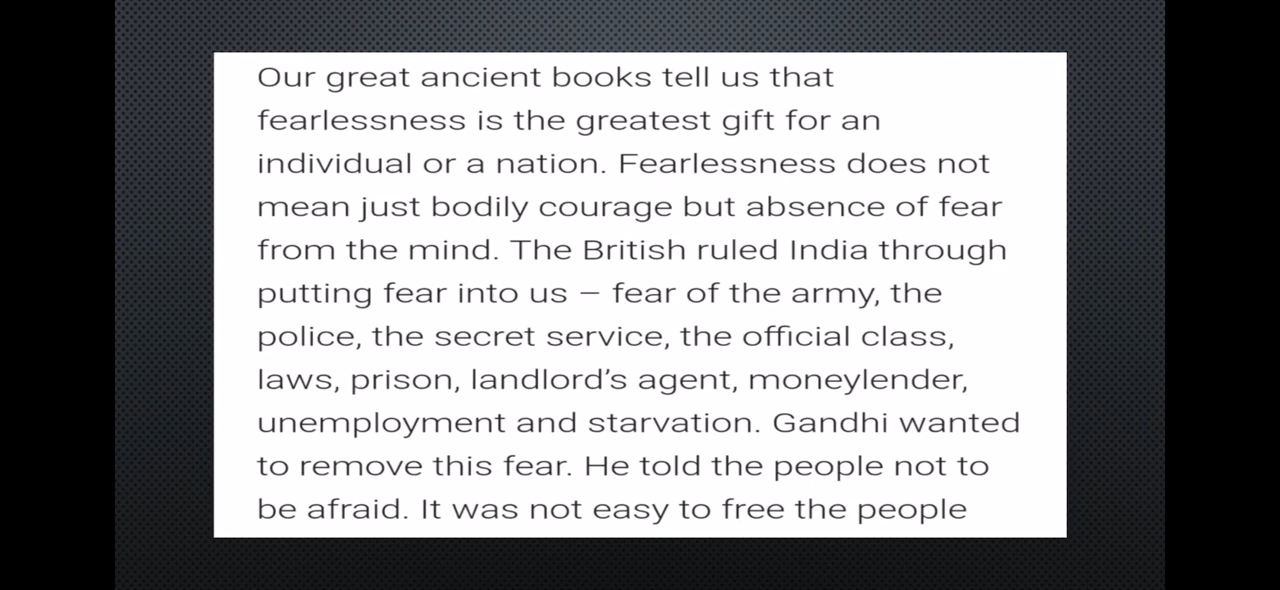 Our great ancient books tell us that
fearlessness is the greatest gift for an
individual or a nation. Fearlessness does not
mean just bodily courage but absence of fear
from the mind. The British ruled India through
putting fear into us – fear of the army, the
police, the secret service, the official class,
laws, prison, landlord’s agent, moneylender,
unemployment and starvation. Gandhi wanted
to remove this fear. He told the people not to
be afraid. It was not easy to free the people